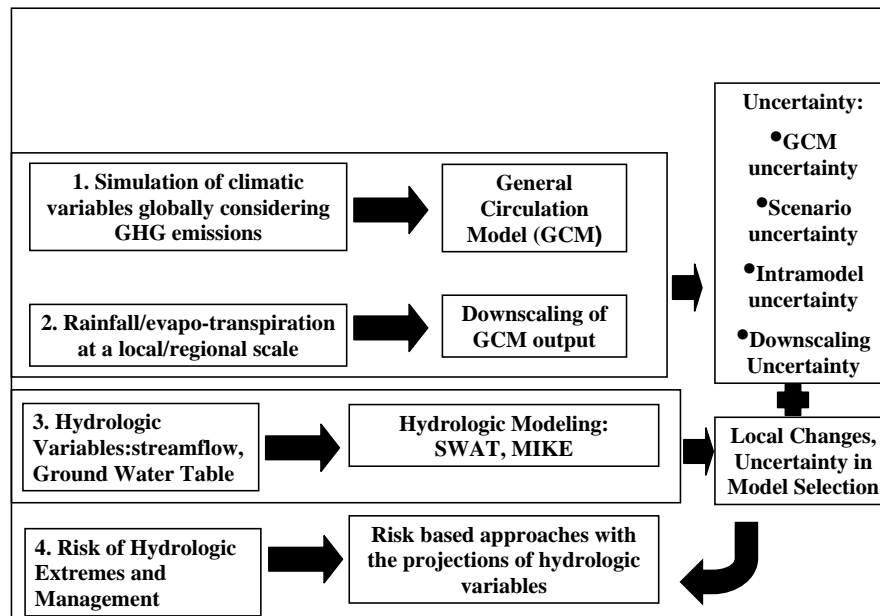 1. Simulation of climatic
variables globally considering
GHG emissions
General
Circulation
Model (GCM)
2. Rainfall/evapo-transpiration
at a local/regional scale
Downscaling of
GCM output
Uncertainty:
•GCM
uncertainty
•Scenario
uncertainty
•Intramodel
uncertainty
•Downscaling
Uncertainty
3. Hydrologic
Variables:streamflow,
Ground Water Table
Hydrologic Modeling:
SWAT, MIKE
Local Changes,
Uncertainty in
Model Selection
4. Risk of Hydrologic
Extremes and
Management
Risk based approaches with
the projections of hydrologic
variables